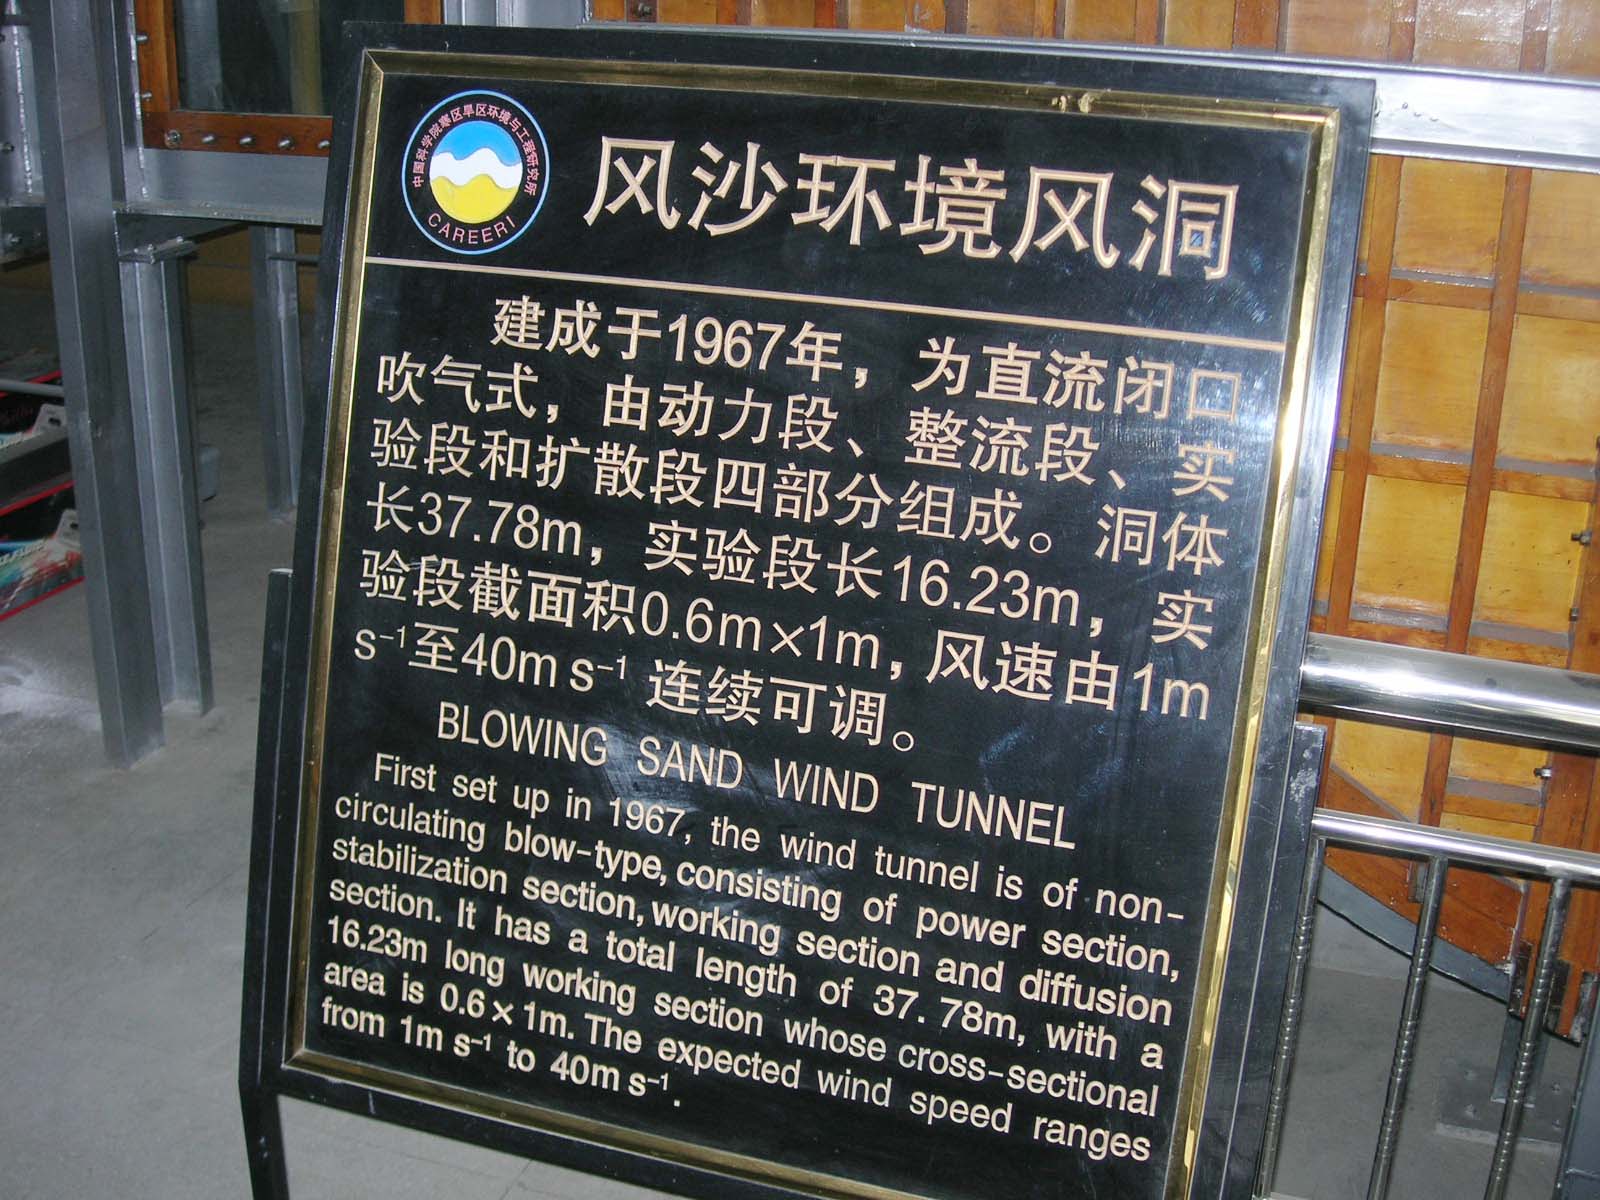 中国科学院寒区旱区环境与工程研究所
CAREERI
风沙环境风洞
建成于1967年，为直流闭口
吹气式，由动力段、整流段、实
验段和扩散段四部分组成。洞体
长37.78m，实验段长16.23m，实
验段截面积0.6m×1m，风速由1m
s⁻¹至40m s⁻¹ 连续可调。
BLOWING SAND WIND TUNNEL
First set up in 1967, the wind tunnel is of non-
circulating blow-type, consisting of power section,
stabilization section, working section and diffusion
section. It has a total length of 37.78m, with a
16.23m long working section whose cross-sectional
area is 0.6×1m. The expected wind speed ranges
from 1m s⁻¹ to 40m s⁻¹.